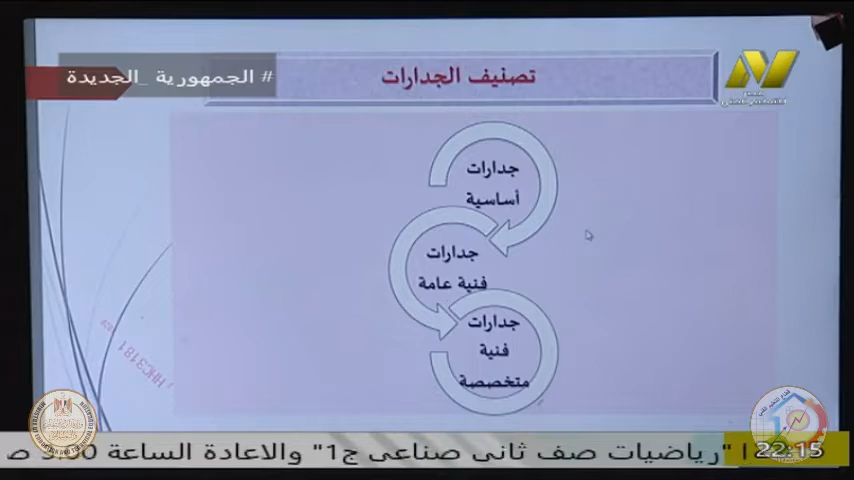 تصنيف الجدارات
# الجمهورية _الجديدة
جدارات
أساسية
جدارات
فنية عامة
جدارات
فنية
متخصصة
"رياضيات صف ثانى صناعى ج1" والاعادة الساعة
22:15
HHC3181